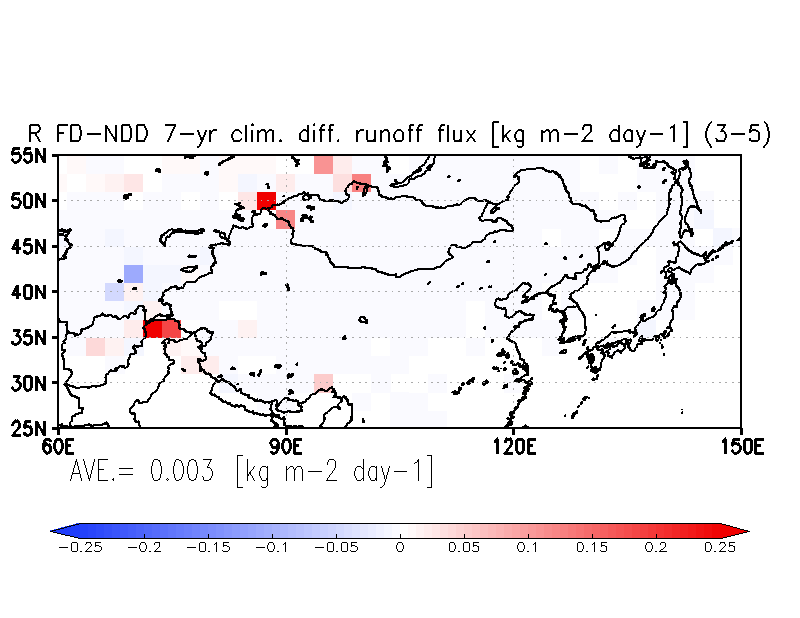 R FD-NDD 7-yr clim. diff. runoff flux [kg m-2 day-1] (3-5)
55N
50N
45N
40N
35N
30N
25N
60E 90E 120E 150E
AVE.= 0.003 [kg m-2 day-1]
-0.25 -0.2 -0.15 -0.1 -0.05 0 0.05 0.1 0.15 0.2 0.25